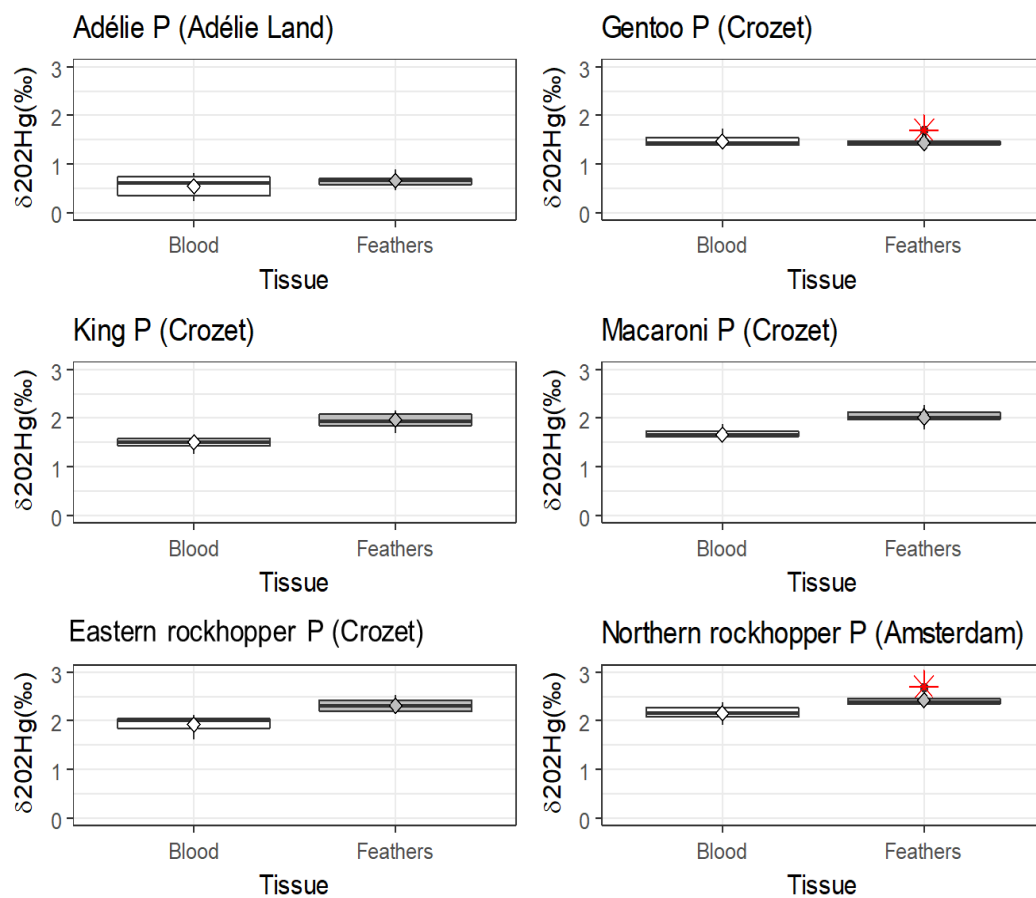 Adélie P (Adélie Land)
δ202Hg(‰)
3
2
1
0
Blood
Feathers
Tissue
Gentoo P (Crozet)
δ202Hg(‰)
3
2
1
0
Blood
Feathers
Tissue
King P (Crozet)
δ202Hg(‰)
3
2
1
0
Blood
Feathers
Tissue
Macaroni P (Crozet)
δ202Hg(‰)
3
2
1
0
Blood
Feathers
Tissue
Eastern rockhopper P (Crozet)
δ202Hg(‰)
3
2
1
0
Blood
Feathers
Tissue
Northern rockhopper P (Amsterdam)
δ202Hg(‰)
3
2
1
0
Blood
Feathers
Tissue